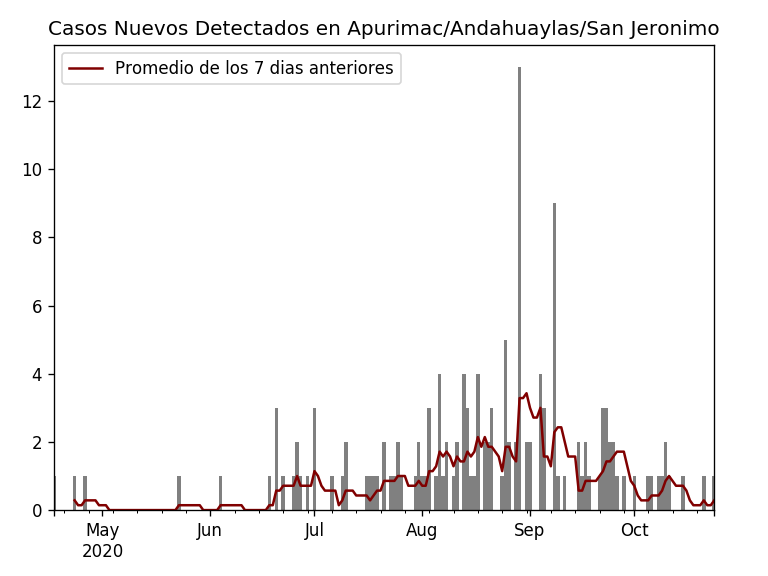 Casos Nuevos Detectados en Apurimac/Andahuaylas/San Jeronimo
Promedio de los 7 dias anteriores
12
10
8
6
4
2
0
May Jun Jul Aug Sep Oct
2020